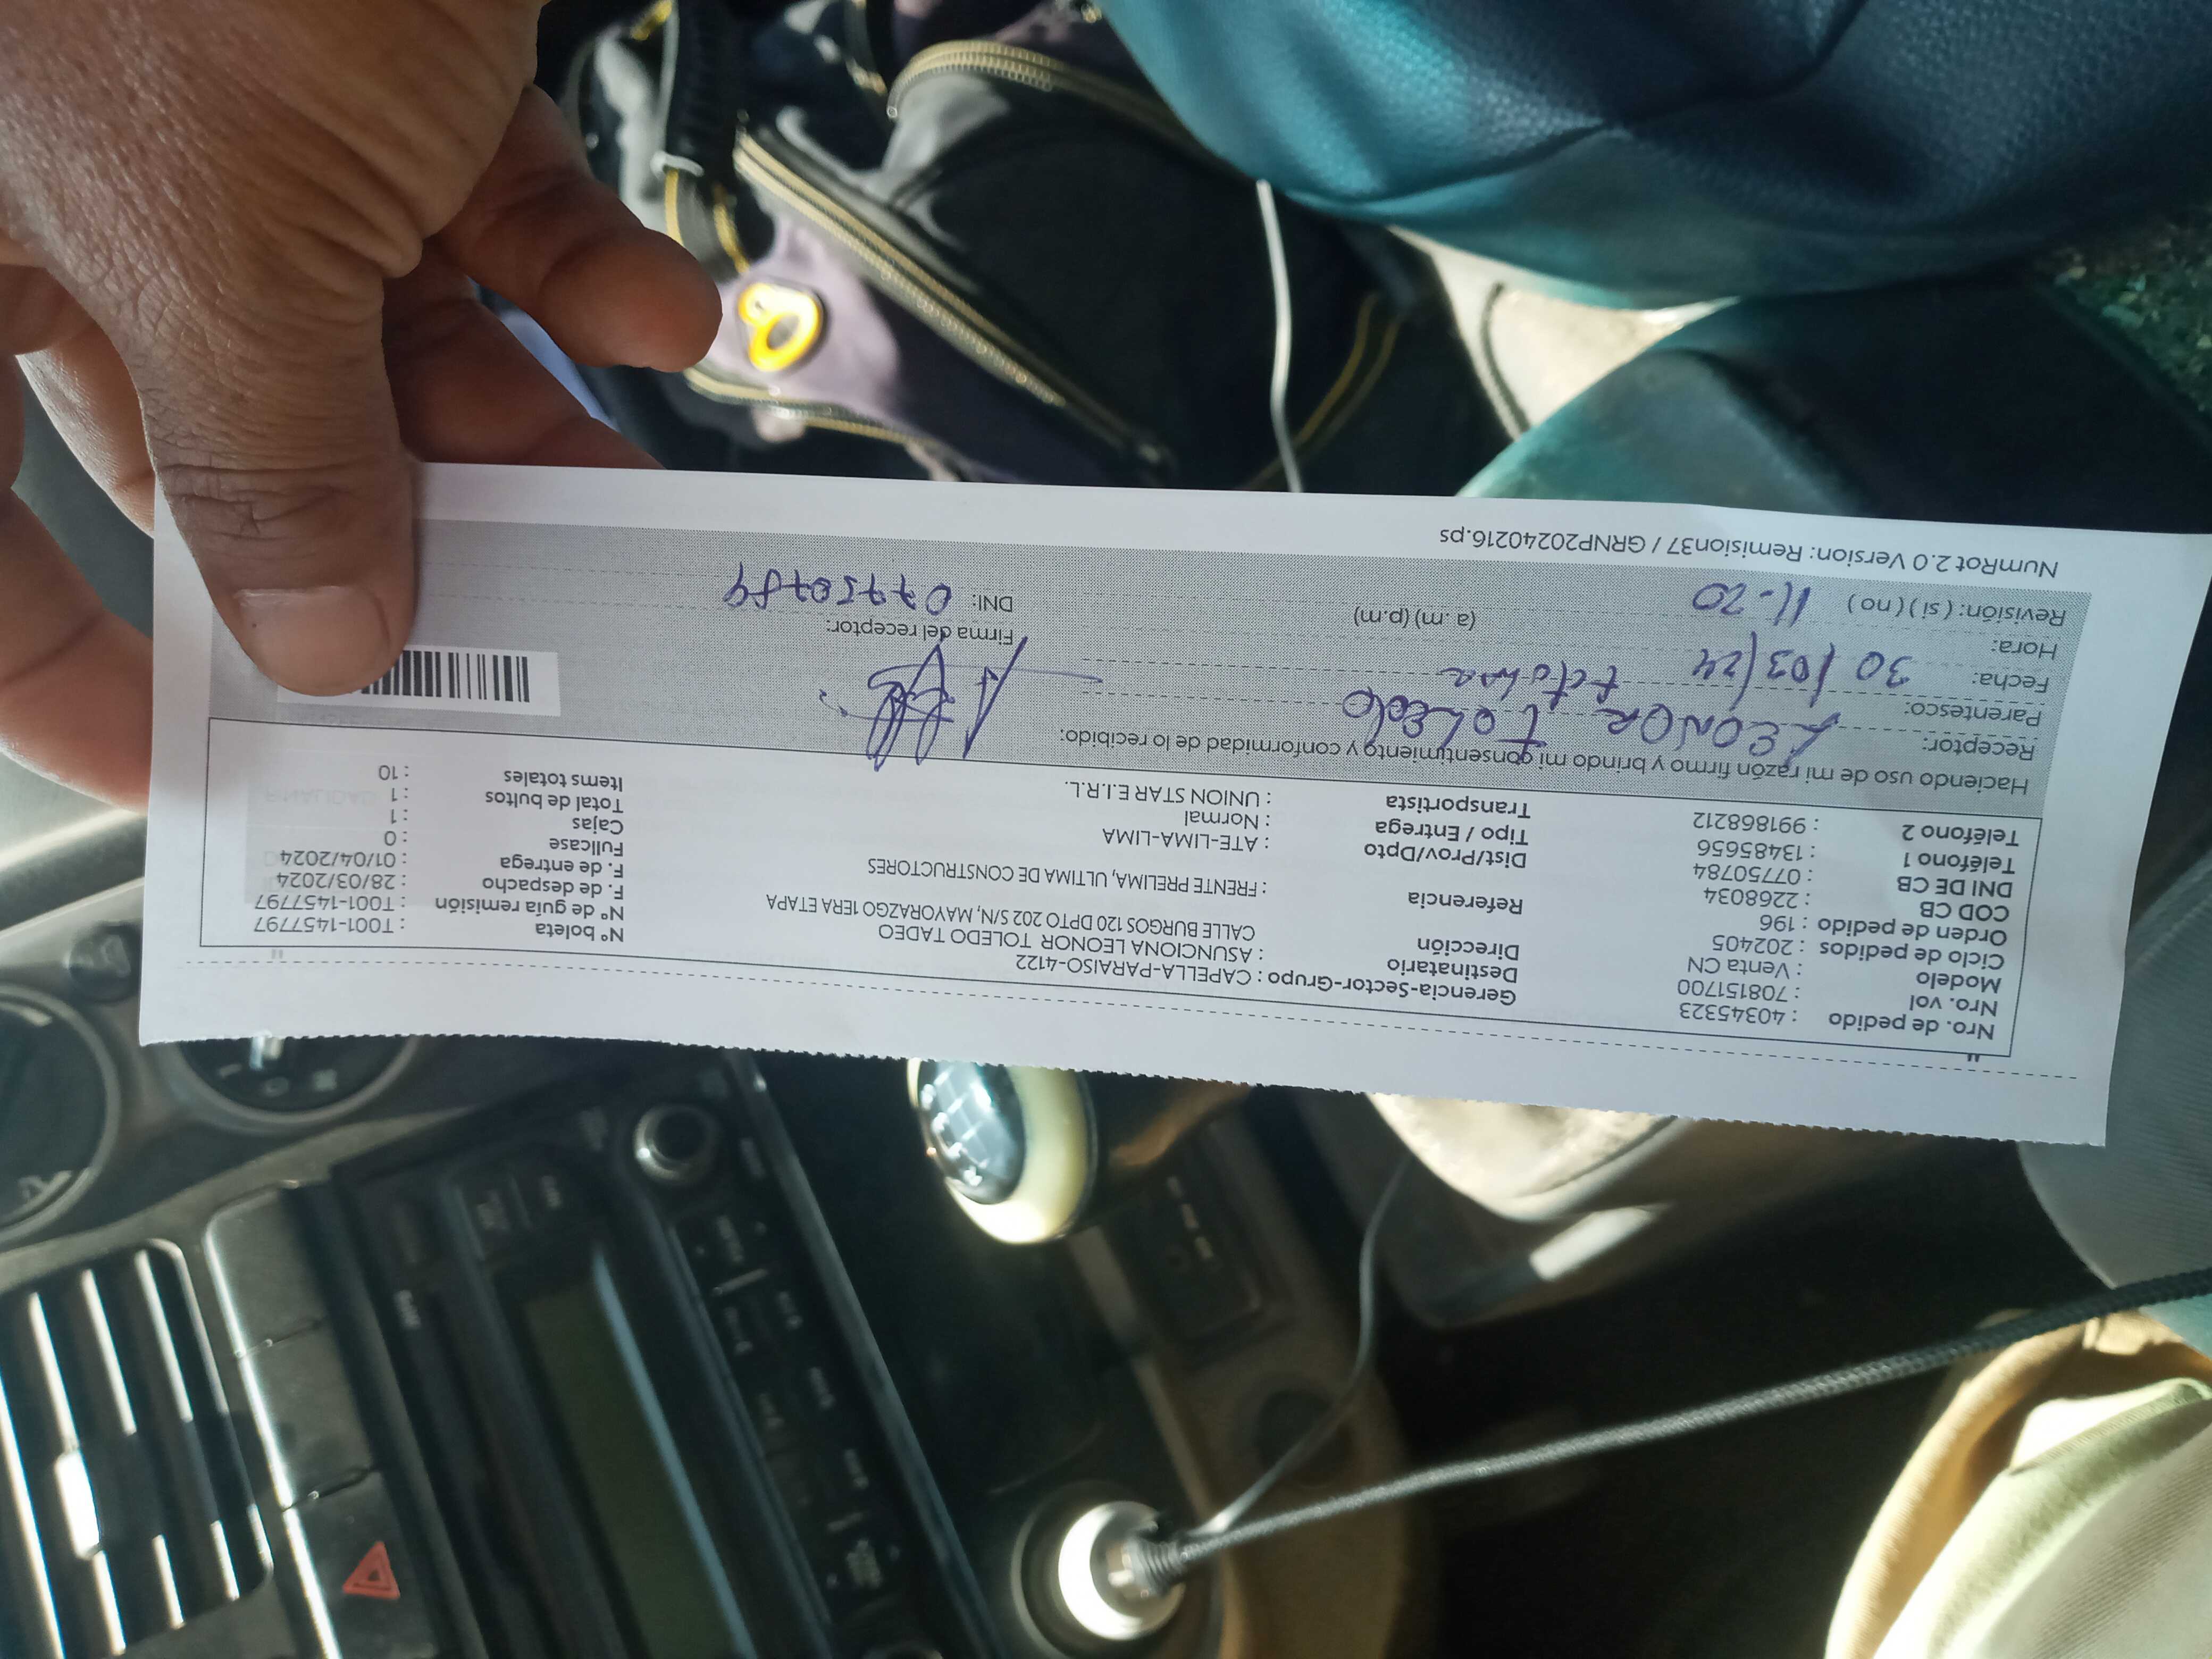 Nro. de pedido : 40345323
Nro. vol : 708151700
Modelo : Venta CN
Ciclo de pedidos : 202405
Orden de pedido : 196
COD CB : 2268034
DNI DE CB : 07750784
Teléfono 1 : 13485656
Teléfono 2 : 991868212
Gerencia-Sector-Grupo : CAPELLA-PARAISO-4122
Destinatario : ASUNCIONA LEONOR TOLEDO TADEO
Dirección CALLE BURGOS 120 DPTO 202 S/N, MAYORAZGO 1ERA ETAPA
Referencia : FRENTE PRELIMA, ULTIMA DE CONSTRUCTORES
Dist/Prov/Dpto : ATE-LIMA-LIMA
Tipo / Entrega : Normal
Transportista : UNION STAR E.I.R.L.
N° boleta : T001-1457797
N° de guía remisión : T001-1457797
F. de despacho : 28/03/2024
F. de entrega : 01/04/2024
Fullcase : 0
Cajas : 1
Total de bultos : 1
Items totales : 10
Haciendo uso de mi razón firmo y brindo mi consentimiento y conformidad de lo recibido:
Receptor: LEONOR TOLEDO
Parentesco:
Fecha: 30/03/24
Hora: (a .m) (p.m)
Revisión: ( si ) ( no ) 11-20
Firma del receptor:
DNI: 07750784
NumRot 2.0 Version: Remision37 / GRNP20240216.ps